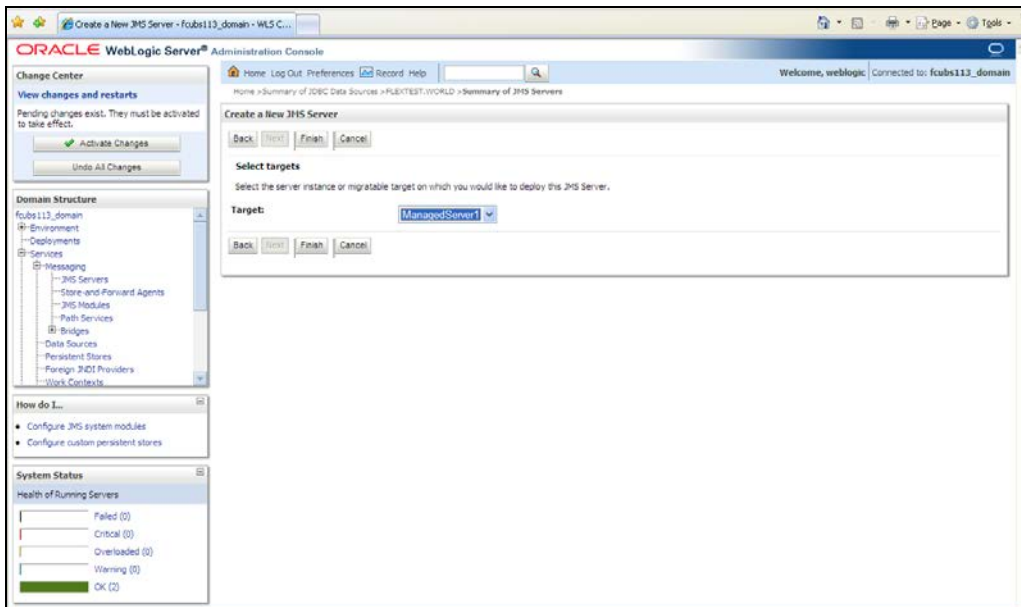 Create a New JMS Server - fcubs113_domain - WLS C...
Page Tools
ORACLE WebLogic Server® Administration Console
Change Center
View changes and restarts
Pending changes exist. They must be activated
to take effect.
Activate Changes
Undo All Changes
Domain Structure
fcubs113_domain
Environment
Deployments
Services
Messaging
JMS Servers
Store-and-Forward Agents
JMS Modules
Path Services
Bridges
Data Sources
Persistent Stores
Foreign JNDI Providers
Work Contexts
How do I...
Configure JMS system modules
Configure custom persistent stores
System Status
Health of Running Servers
Failed (0)
Critical (0)
Overloaded (0)
Warning (0)
OK (2)
Home Log Out Preferences Record Help
Welcome, weblogic Connected to: fcubs113_domain
Home >Summary of JDBC Data Sources >FLEXTEST.WORLD >Summary of JMS Servers
Create a New JMS Server
Back Next Finish Cancel
Select targets
Select the server instance or migratable target on which you would like to deploy this JMS Server.
Target: ManagedServer1
Back Next Finish Cancel